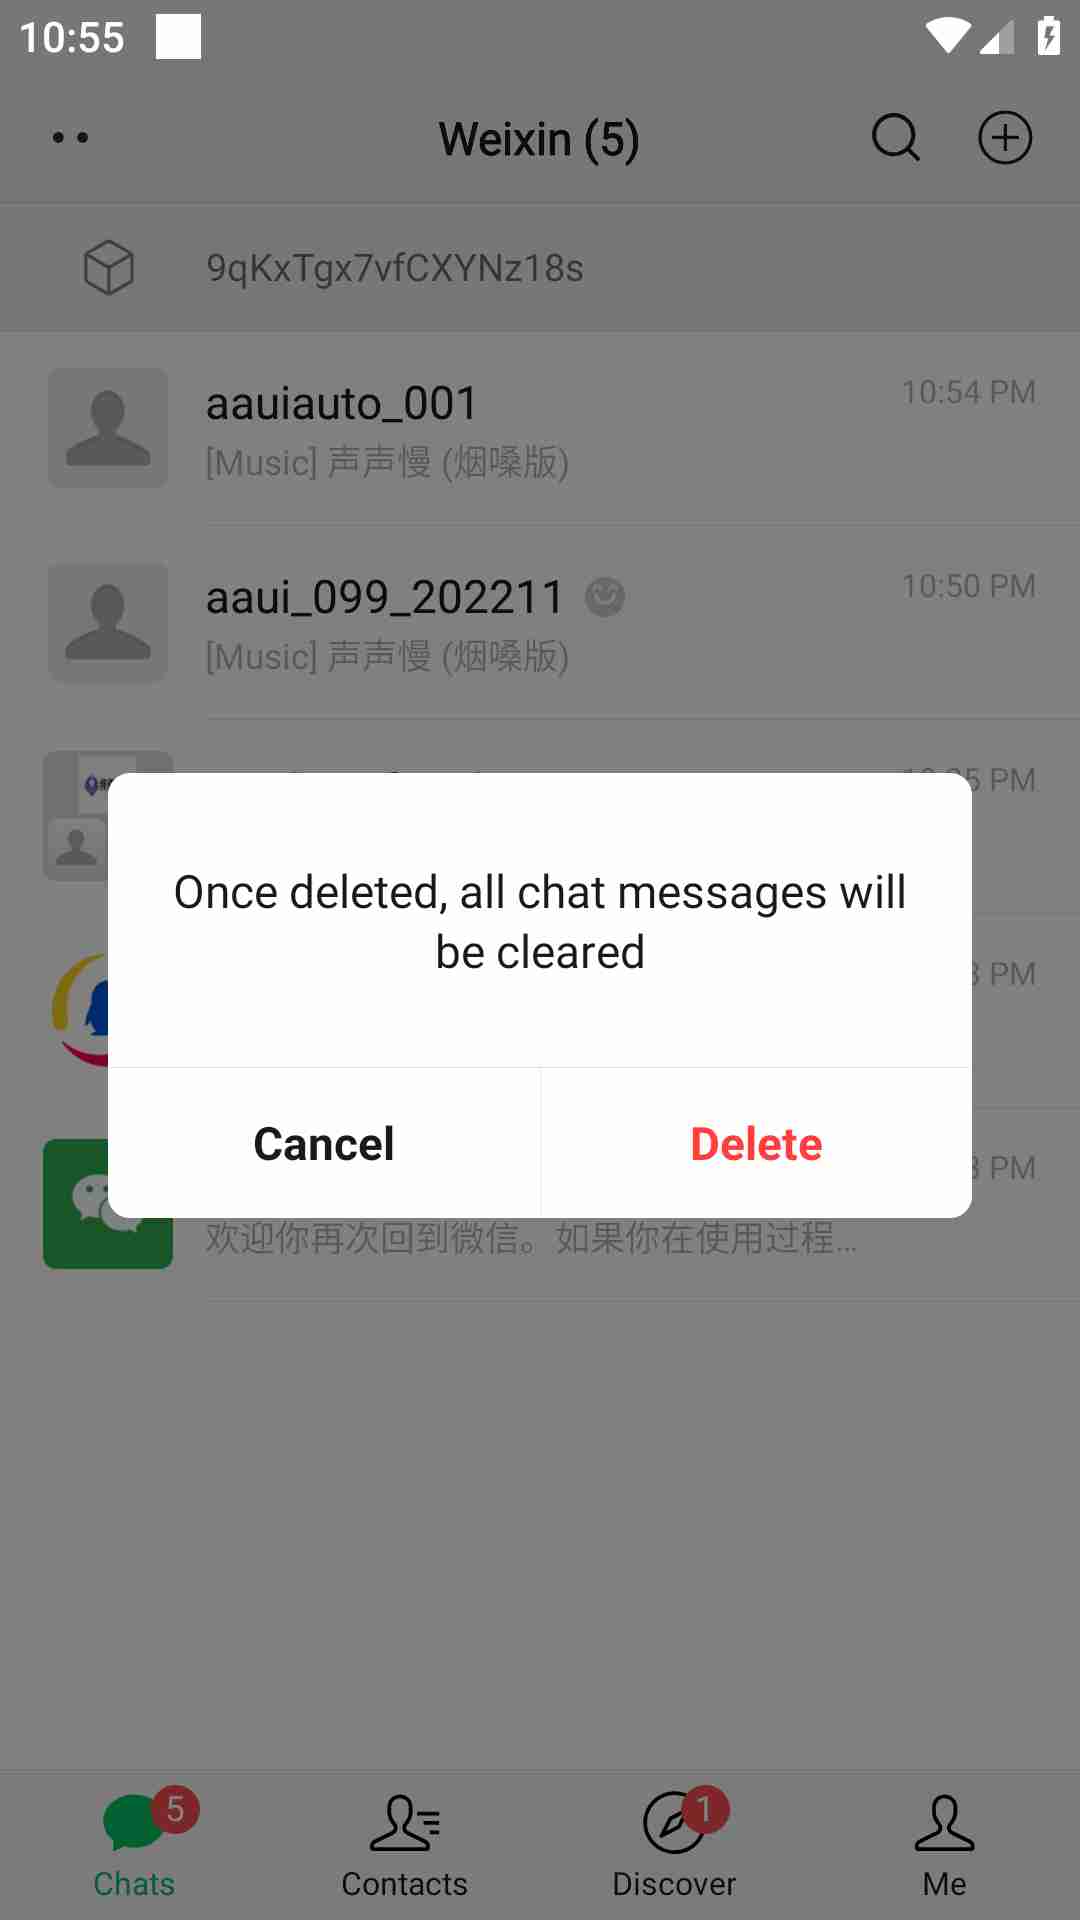 10:55
Weixin (5)
9qKxTgx7vfCXYNz18s
aauiauto_001
10:54 PM
[Music] 声声慢 (烟嗓版)
aaui_099_202211
10:50 PM
[Music] 声声慢 (烟嗓版)
PM
Once deleted, all chat messages will
be cleared
PM
Cancel
Delete
PM
欢迎你再次回到微信。如果你在使用过程...
5
1
Chats
Contacts
Discover
Me